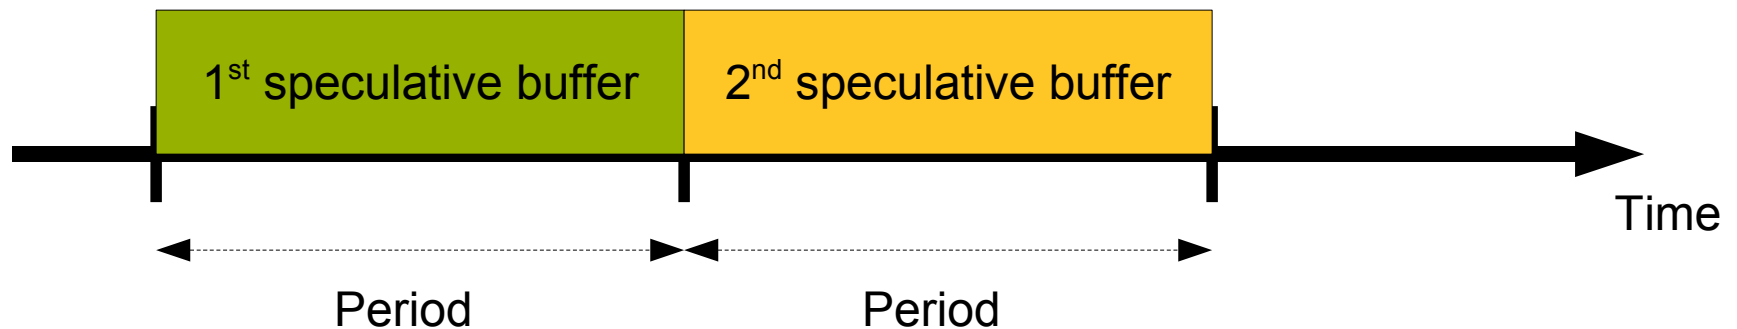 1st speculative buffer
2nd speculative buffer
Time
Period
Period